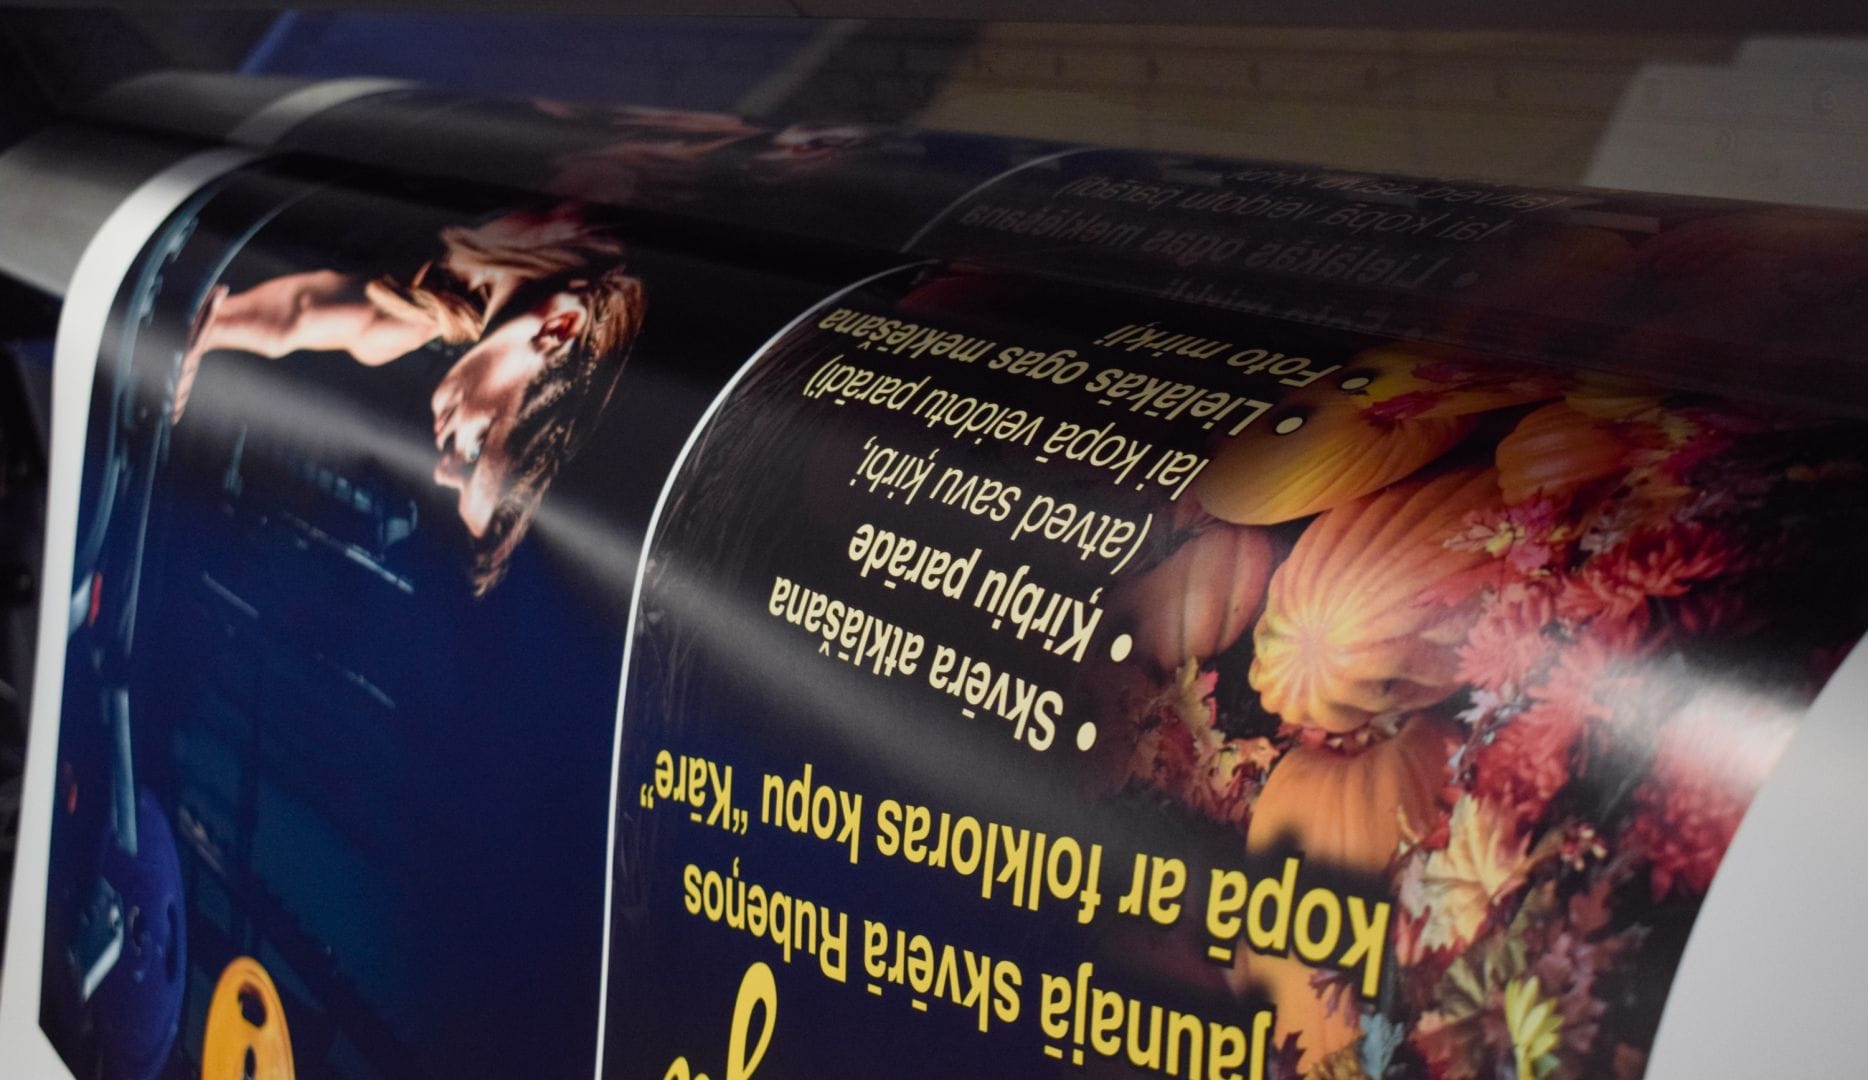 jaunajā skvērā Rubeņos
kopā ar folkloras kopu "Kāre"
• Skvēra atklāšana
• Ķirbju parāde
(atved savu ķirbi,
lai kopā veidotu parādi)
• Lielākās ogas meklēšana
• Foto mirkļi